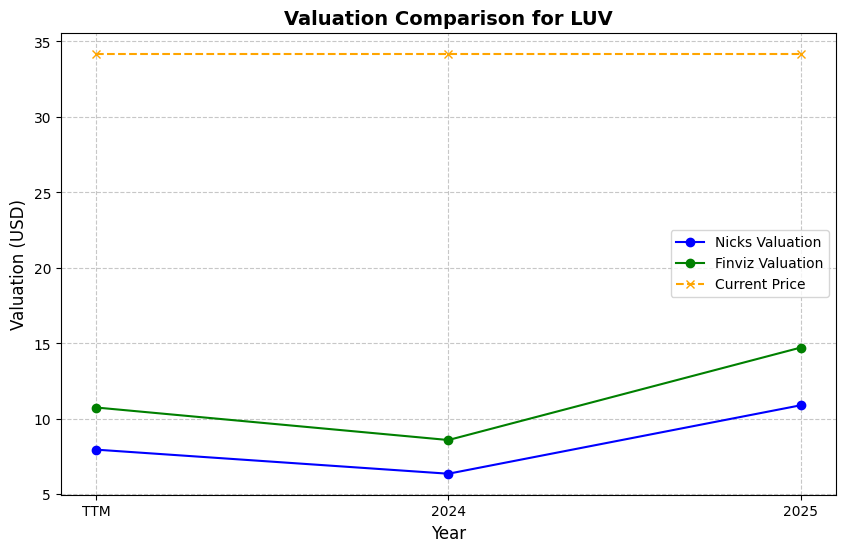 Valuation Comparison for LUV
35
30
25
20
15
10
5
Valuation (USD)
Nicks Valuation
Finviz Valuation
Current Price
TTM 2024 2025
Year